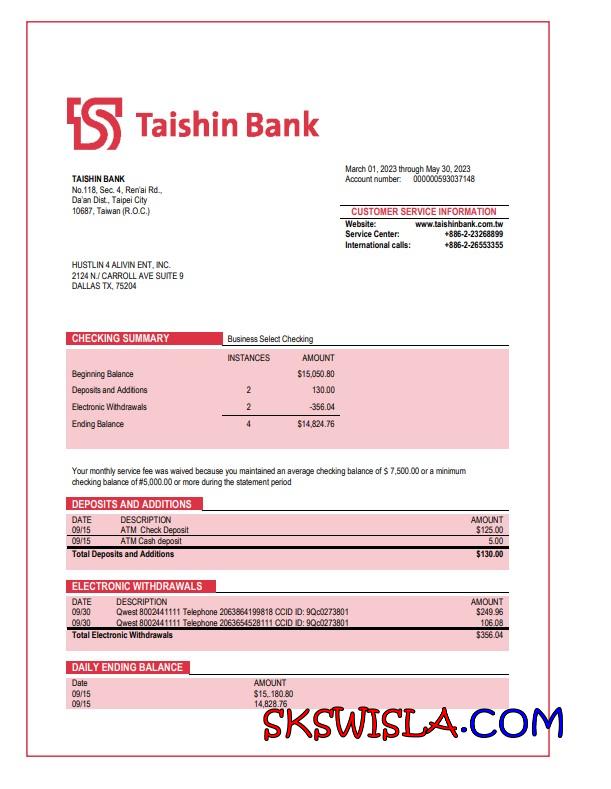 Taishin Bank
March 01, 2023 through May 30, 2023
Account number: 000000593037148
TAISHIN BANK
No.118, Sec. 4, Ren'ai Rd.,
Da'an Dist., Taipei City
10687, Taiwan (R.O.C.)
CUSTOMER SERVICE INFORMATION
Website: www.taishinbank.com.tw
Service Center: +886-2-23268899
International calls: +886-2-26553355
HUSTLIN 4 ALIVIN ENT, INC.
2124 N./ CARROLL AVE SUITE 9
DALLAS TX, 75204
CHECKING SUMMARY Business Select Checking
INSTANCES AMOUNT
Beginning Balance $15,050.80
Deposits and Additions 2 130.00
Electronic Withdrawals 2 -356.04
Ending Balance 4 $14,824.76
Your monthly service fee was waived because you maintained an average checking balance of $ 7,500.00 or a minimum
checking balance of #5,000.00 or more during the statement period
DEPOSITS AND ADDITIONS
DATE DESCRIPTION AMOUNT
09/15 ATM Check Deposit $125.00
09/15 ATM Cash deposit 5.00
Total Deposits and Additions $130.00
ELECTRONIC WITHDRAWALS
DATE DESCRIPTION AMOUNT
09/30 Qwest 8002441111 Telephone 2063864199818 CCID ID: 9Qc0273801 $249.96
09/30 Qwest 8002441111 Telephone 2063654528111 CCID ID: 9Qc0273801 106.08
Total Electronic Withdrawals $356.04
DAILY ENDING BALANCE
Date AMOUNT
09/15 $15,.180.80
09/15 14,828.76
SKSWISLA.COM